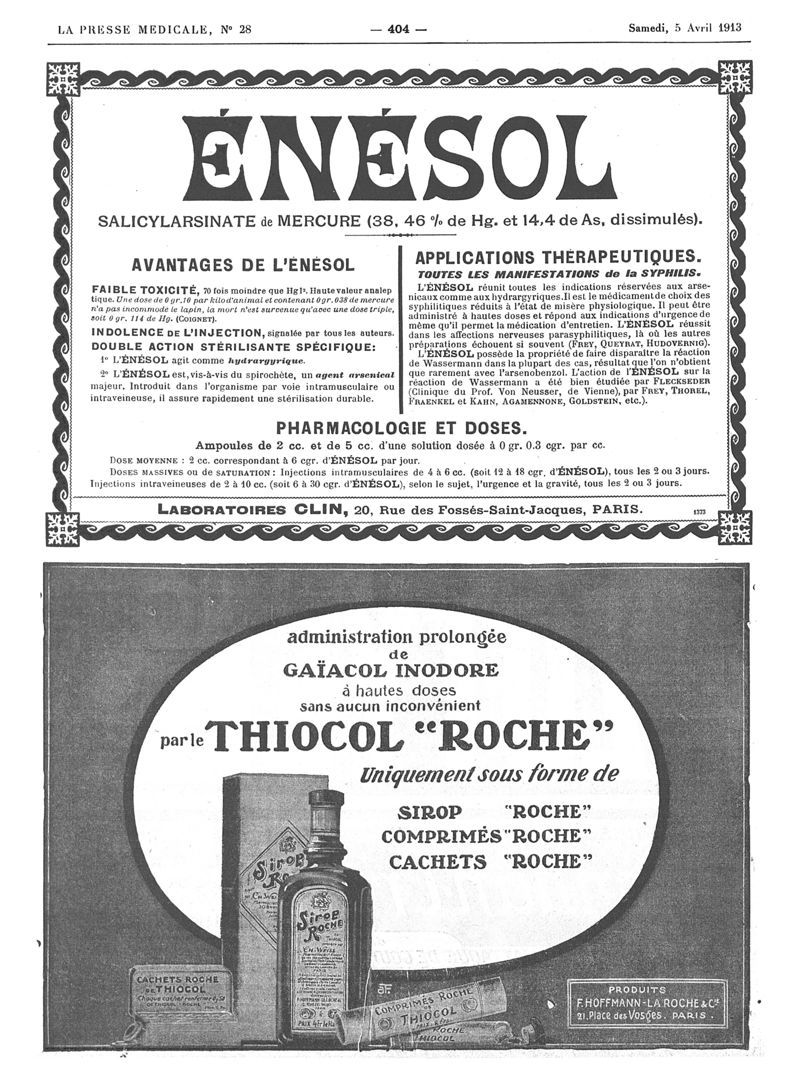 LA PRESSE MEDICALE, N° 28
— 404 —
Samedi, 5 Avril 1913
ÉNÉSOL
SALICYLARSINATE de MERCURE (38, 46 % de Hg. et 14,4 de As, dissimulés).
AVANTAGES DE L'ÉNÉSOL
FAIBLE TOXICITÉ, 70 fois moindre que HgI². Haute valeur analep
tique. Une dose de 0 gr. 10 par kilo d'animal et contenant 0 gr. 038 de mercure
n'a pas incommodé le lapin, la mort n'est survenue qu'avec une dose triple,
soit 0 gr. 114 de Hg. (COIGNET).
INDOLENCE DE L'INJECTION, signalée par tous les auteurs.
DOUBLE ACTION STÉRILISANTE SPÉCIFIQUE:
1° L'ÉNÉSOL agit comme hydrargyrique.
2° L'ÉNÉSOL est, vis-à-vis du spirochète, un agent arsenical
majeur. Introduit dans l'organisme par voie intramusculaire ou
intraveineuse, il assure rapidement une stérilisation durable.
APPLICATIONS THÉRAPEUTIQUES.
TOUTES LES MANIFESTATIONS de la SYPHILIS.
L'ÉNÉSOL réunit toutes les indications réservées aux arse-
nicaux comme aux hydrargyriques. Il est le médicament de choix des
syphilitiques réduits à l'état de misère physiologique. Il peut être
administré à hautes doses et répond aux indications d'urgence de
même qu'il permet la médication d'entretien. L'ÉNÉSOL réussit
dans les affections nerveuses parasyphilitiques, là où les autres
préparations échouent si souvent (FREY, QUEYRAT, HUDOVERNIG).
L'ÉNÉSOL possède la propriété de faire disparaître la réaction
de Wassermann dans la plupart des cas, résultat que l'on n'obtient
que rarement avec l'arsenobenzol. L'action de l'ÉNÉSOL sur la
réaction de Wassermann a été bien étudiée par FLECKSEDER
(Clinique du Prof. Von Neusser, de Vienne), par FREY, THOREL,
FRAENKEL et KAHN, AGAMENNONE, GOLDSTEIN, etc.).
PHARMACOLOGIE ET DOSES.
Ampoules de 2 cc. et de 5 cc. d'une solution dosée à 0 gr. 0.3 cgr. par cc.
DOSE MOYENNE : 2 cc. correspondant à 6 cgr. d'ÉNÉSOL par jour.
DOSES MASSIVES ou de SATURATION : Injections intramusculaires de 4 à 6 cc. (soit 12 à 18 cgr. d'ÉNÉSOL), tous les 2 ou 3 jours.
Injections intraveineuses de 2 à 10 cc. (soit 6 à 30 cgr. d'ÉNÉSOL), selon le sujet, l'urgence et la gravité, tous les 2 ou 3 jours.
LABORATOIRES CLIN, 20, Rue des Fossés-Saint-Jacques, PARIS.
1373
administration prolongée
de
GAÏACOL INODORE
à hautes doses
sans aucun inconvénient
par le THIOCOL "ROCHE"
Uniquement sous forme de
SIROP "ROCHE"
COMPRIMÉS "ROCHE"
CACHETS "ROCHE"
Sirop
Sirop
ROCHE
CACHETS ROCHE
DE THIOCOL
COMPRIMÉS ROCHE
THIOCOL
ROCHE
THIOCOL
PRODUITS
F. HOFFMANN-LA ROCHE & Cie
21, Place des Vosges. PARIS.